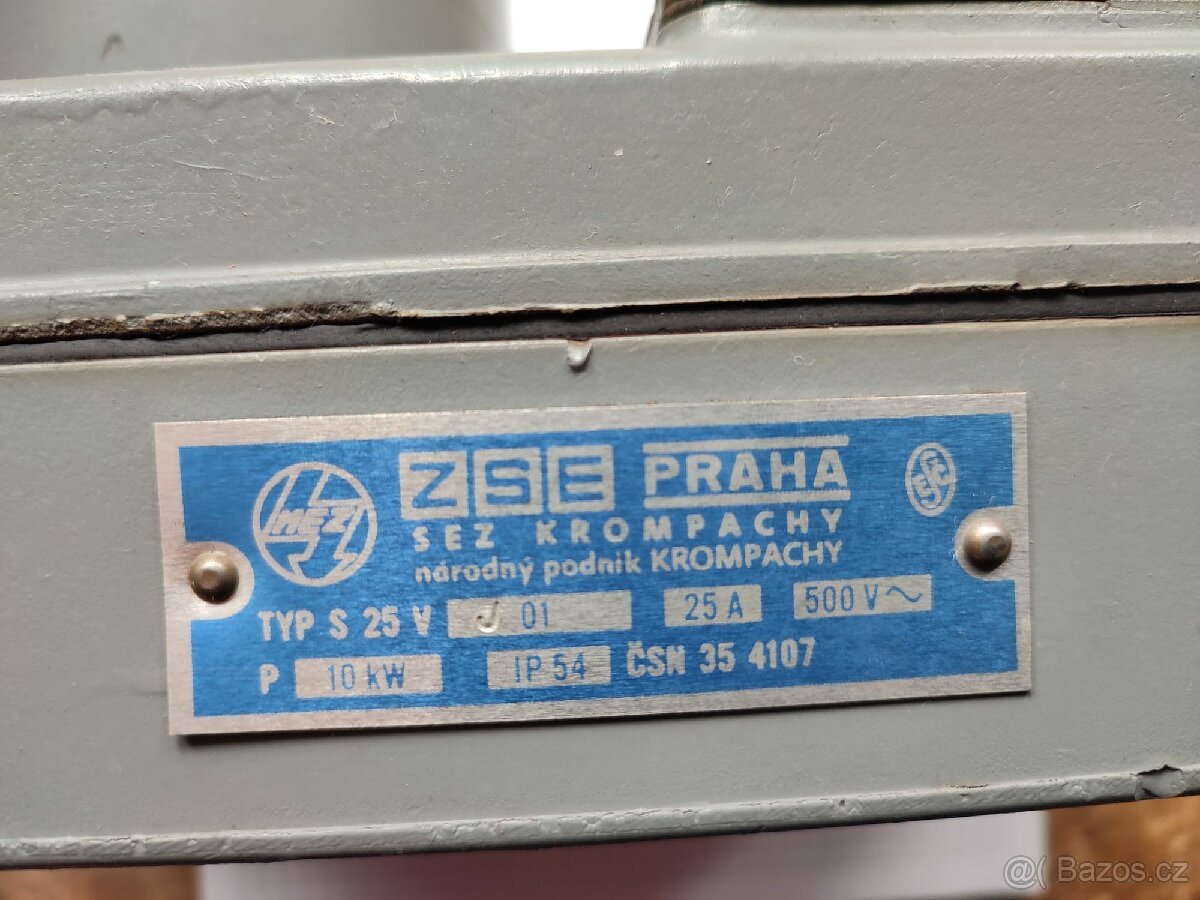 MEZ ZSE PRAHA
SEZ KROMPACHY
národný podnik KROMPACHY
TYP S 25 V J 01 25 A 500 V ~
P 10 kW IP 54 ČSN 35 4107
@( Bazos.cz